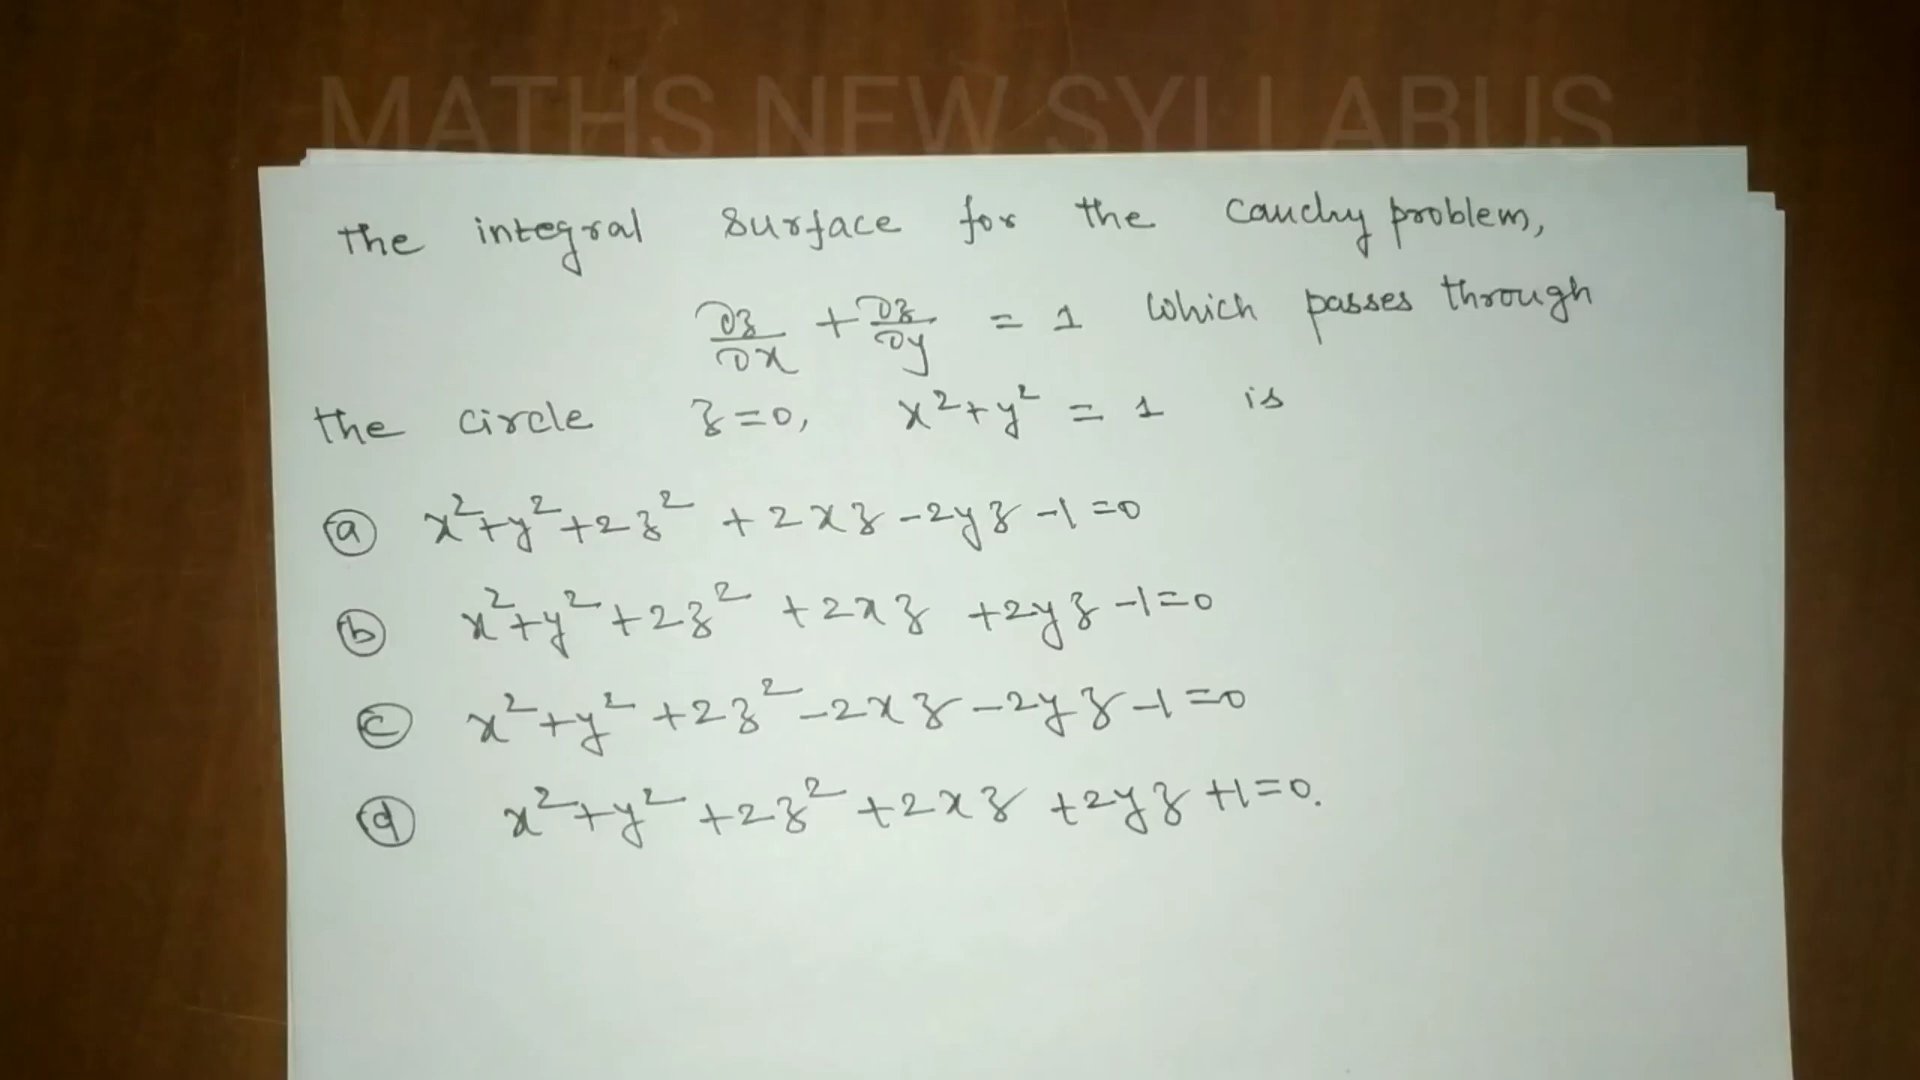 MATHS NEW SYLLABUS
the integral surface for the cauchy problem,
∂z/∂x + ∂z/∂y = 1 which passes through
the circle z=0, x²+y² = 1 is
(a) x²+y²+2z² + 2xz -2yz -1=0
(b) x²+y²+2z² +2xz +2yz -1=0
(c) x²+y² +2z² -2xz -2yz -1=0
(d) x²+y² +2z² +2xz +2yz +1=0.